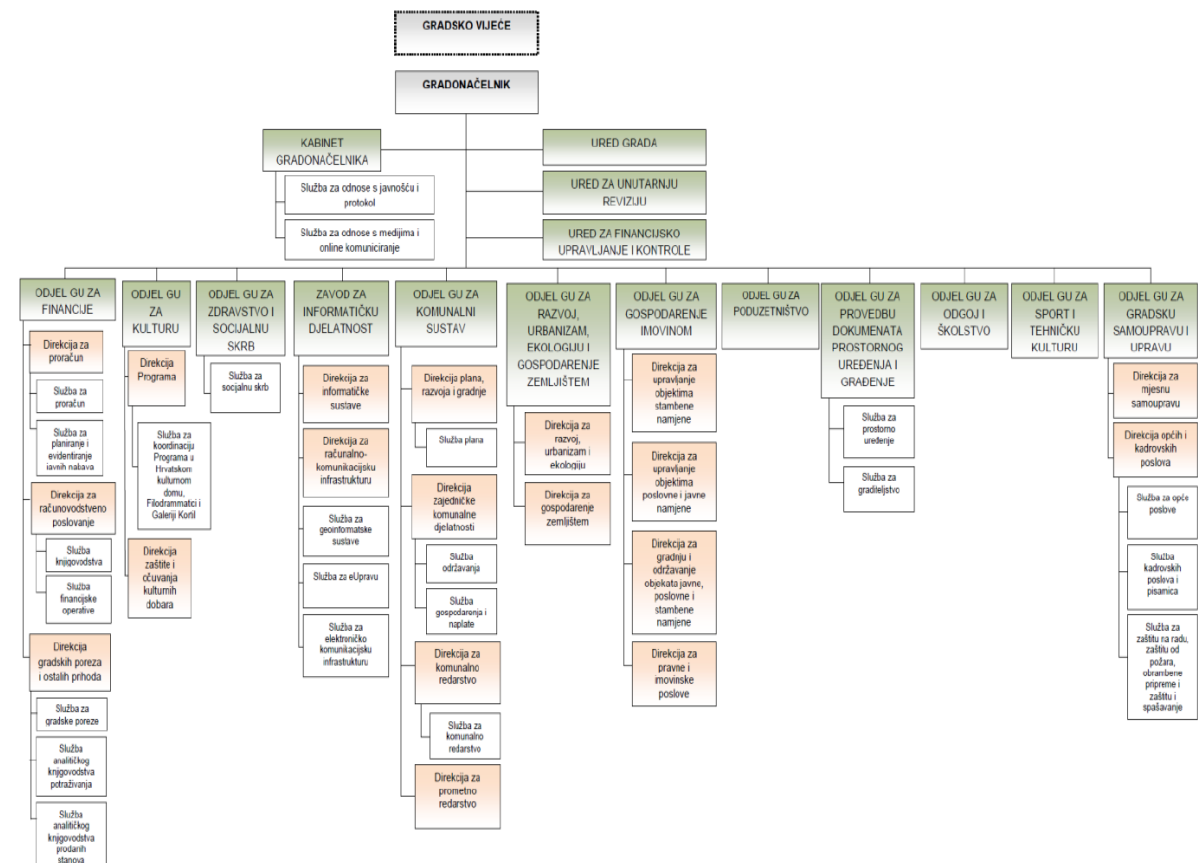 GRADSKO VIJEĆE
GRADONAČELNIK
KABINET
GRADONAČELNIKA
Služba za odnose s javnošću i
protokol
Služba za odnose s medijima i
online komuniciranje
URED GRADA
URED ZA UNUTARNJU
REVIZIJU
URED ZA FINANCIJSKO
UPRAVLJANJE I KONTROLE
ODJEL GU ZA
FINANCIJE
Direkcija za
proračun
Služba za
proračun
Služba za
planiranje i
evidentiranje
javnih nabava
Direkcija za
računovodstveno
poslovanje
Služba
knjigovodstva
Služba
financijske
operative
Direkcija
gradskih poreza
i ostalih prihoda
Služba za
gradske poreze
Služba
analitičkog
knjigovodstva
potraživanja
Služba
analitičkog
knjigovodstva
prodanih
stanova
ODJEL GU
ZA
KULTURU
Direkcija
Programa
Služba za
koordinaciju
Programa u
Hrvatskom
kulturnom
domu,
Filodrammatici i
Galeriji Kortil
Direkcija
zaštite i
očuvanja
kulturnih
dobara
ODJEL GU ZA
ZDRAVSTVO I
SOCIJALNU
SKRB
Služba za
socijalnu skrb
ZAVOD ZA
INFORMATIČKU
DJELATNOST
Direkcija za
informatičke
sustave
Direkcija za
računalno-
komunikacijsku
infrastrukturu
Služba za
geoinformatske
sustave
Služba za eUpravu
Služba za
elektroničko
komunikacijsku
infrastrukturu
ODJEL GU ZA
KOMUNALNI
SUSTAV
Direkcija plana,
razvoja i gradnje
Služba plana
Direkcija
zajedničke
komunalne
djelatnosti
Služba
održavanja
Služba
gospodarenja i
naplate
Direkcija za
komunalno
redarstvo
Služba za
komunalno
redarstvo
Direkcija za
prometno
redarstvo
ODJEL GU ZA
RAZVOJ,
URBANIZAM,
EKOLOGIJU I
GOSPODARENJE
ZEMLJIŠTEM
Direkcija za
razvoj,
urbanizam i
ekologiju
Direkcija za
gospodarenje
zemljištem
ODJEL GU ZA
GOSPODARENJE
IMOVINOM
Direkcija za
upravljanje
objektima
stambene
namjene
Direkcija za
upravljanje
objektima
poslovne i javne
namjene
Direkcija za
gradnju i
održavanje
objekata javne,
poslovne i
stambene
namjene
Direkcija za
pravne i
imovinske
poslove
ODJEL GU ZA
PODUZETNIŠTVO
ODJEL GU ZA
PROVEDBU
DOKUMENATA
PROSTORNOG
UREĐENJA I
GRAĐENJE
Služba za
prostorno
uređenje
Služba za
graditeljstvo
ODJEL GU ZA
ODGOJ I
ŠKOLSTVO
ODJEL GU ZA
SPORT I
TEHNIČKU
KULTURU
ODJEL GU ZA
GRADSKU
SAMOUPRAVU I
UPRAVU
Direkcija za
mjesnu
samoupravu
Direkcija općih i
kadrovskih
poslova
Služba za opće
poslove
Služba
kadrovskih
poslova i
pisarnica
Služba za
zaštitu na radu,
zaštitu od
požara,
obrambene
pripreme i
zaštitu i
spašavanje